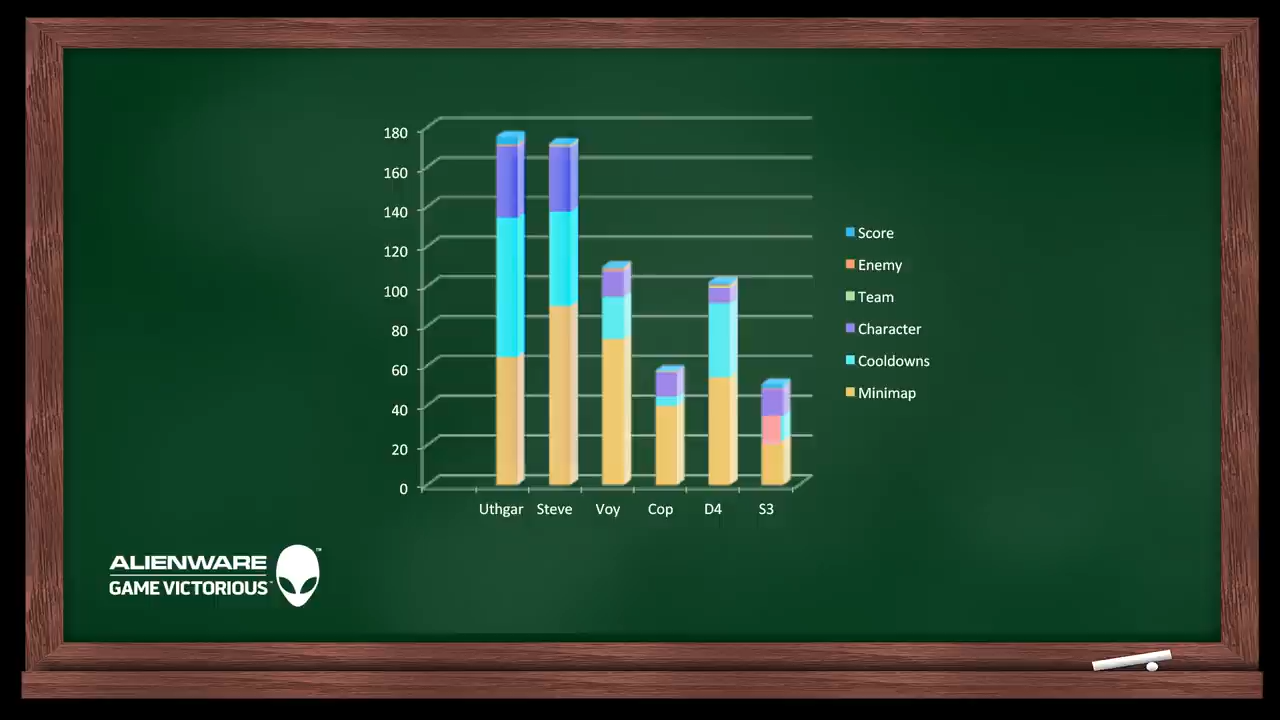 180
160
140
120
100
80
60
40
20
0
Uthgar Steve Voy Cop D4 S3
Score
Enemy
Team
Character
Cooldowns
Minimap
ALIENWARE
GAME VICTORIOUS™